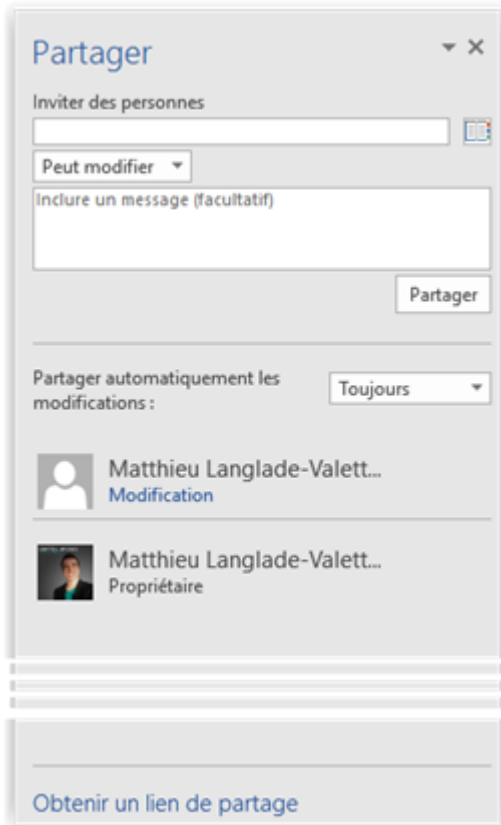 Partager
Inviter des personnes
Peut modifier
Inclure un message (facultatif)
Partager
Partager automatiquement les
modifications :
Toujours
Matthieu Langlade-Valett...
Modification
Matthieu Langlade-Valett...
Propriétaire
Obtenir un lien de partage